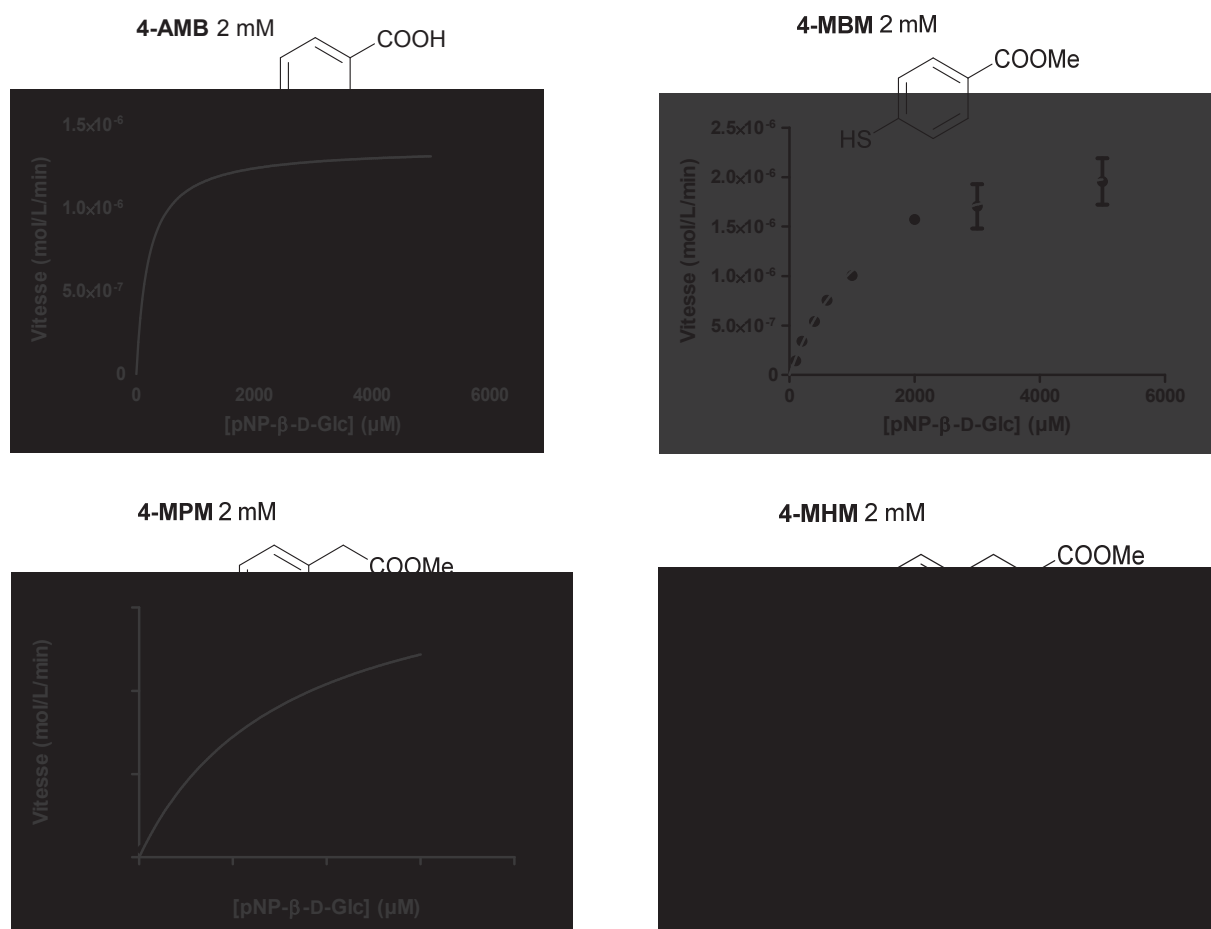 4-AMB 2 mM
COOH
1.5x10⁻⁶
1.0x10⁻⁶
5.0x10⁻⁷
0
Vitesse (mol/L/min)
0 2000 4000 6000
[pNP-β-D-Glc] (µM)
4-MBM 2 mM
COOMe
HS
2.5x10⁻⁶
2.0x10⁻⁶
1.5x10⁻⁶
1.0x10⁻⁶
5.0x10⁻⁷
0
Vitesse (mol/L/min)
0 2000 4000 6000
[pNP-β-D-Glc] (µM)
4-MPM 2 mM
COOMe
Vitesse (mol/L/min)
[pNP-β-D-Glc] (µM)
4-MHM 2 mM
COOMe